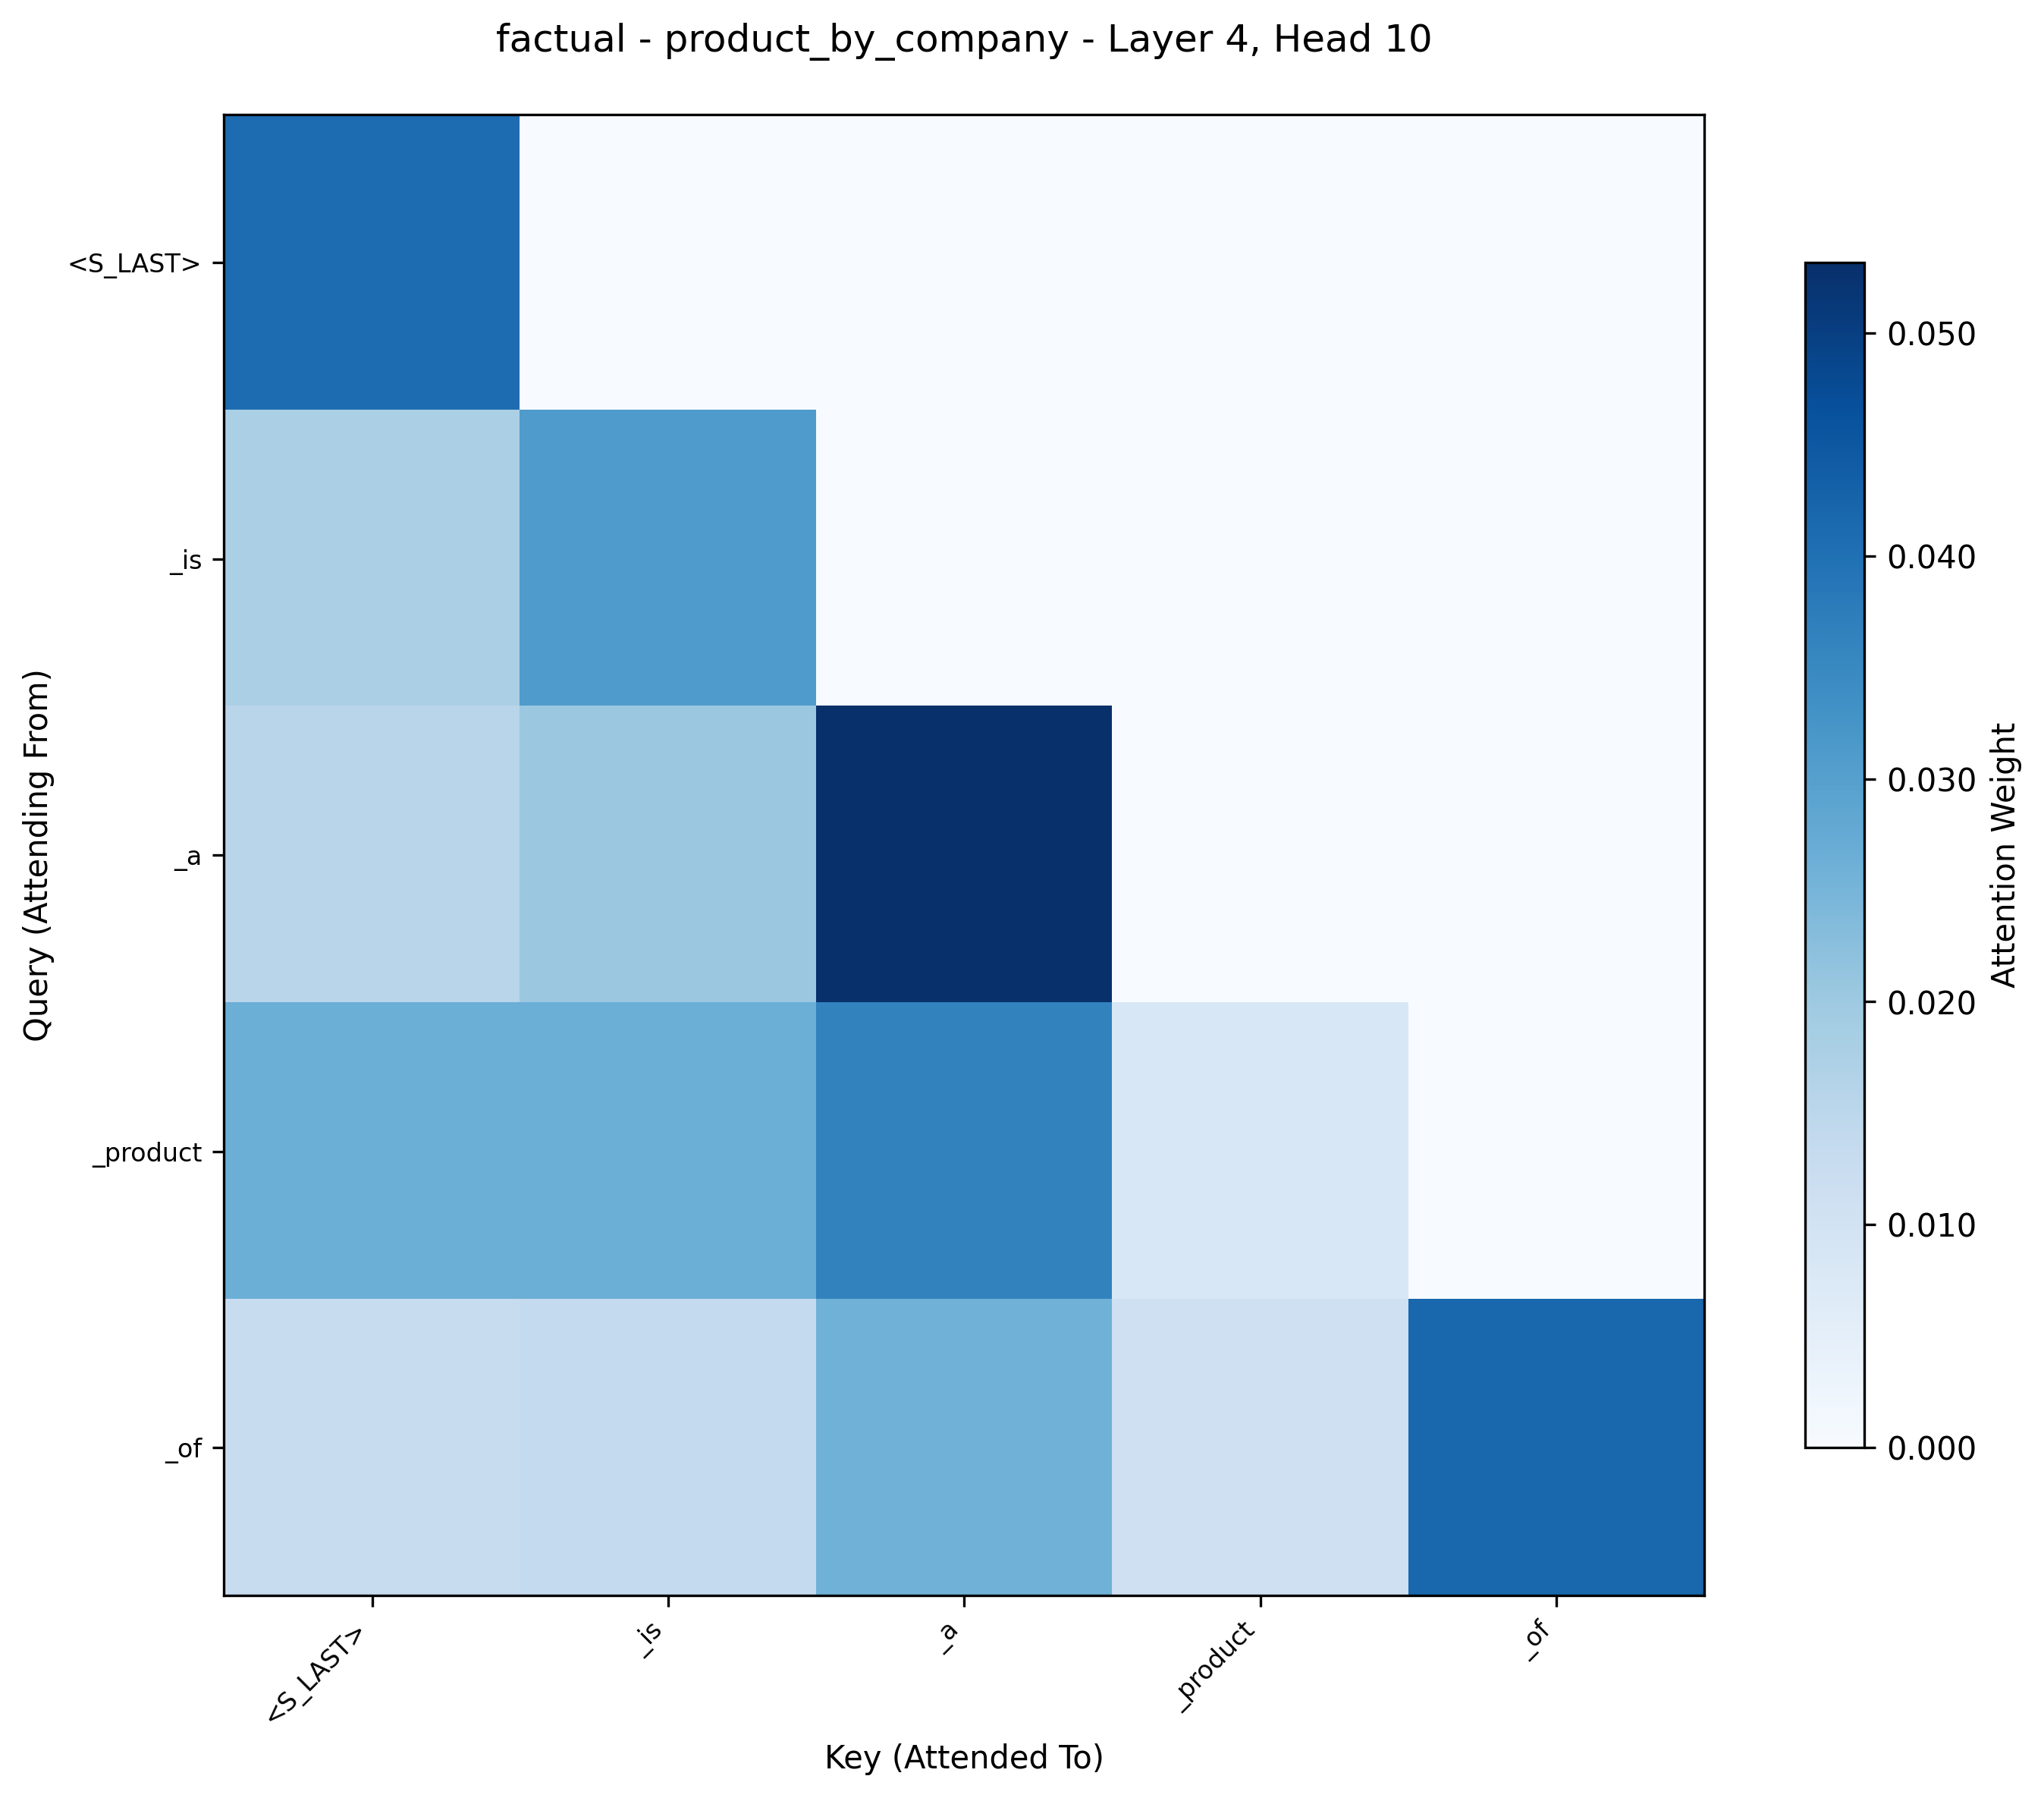 factual - product_by_company - Layer 4, Head 10
Query (Attending From)
<S_LAST>
_is
_a
_product
_of
<S_LAST>
_is
_a
_product
_of
Key (Attended To)
0.050
0.040
0.030
0.020
0.010
0.000
Attention Weight